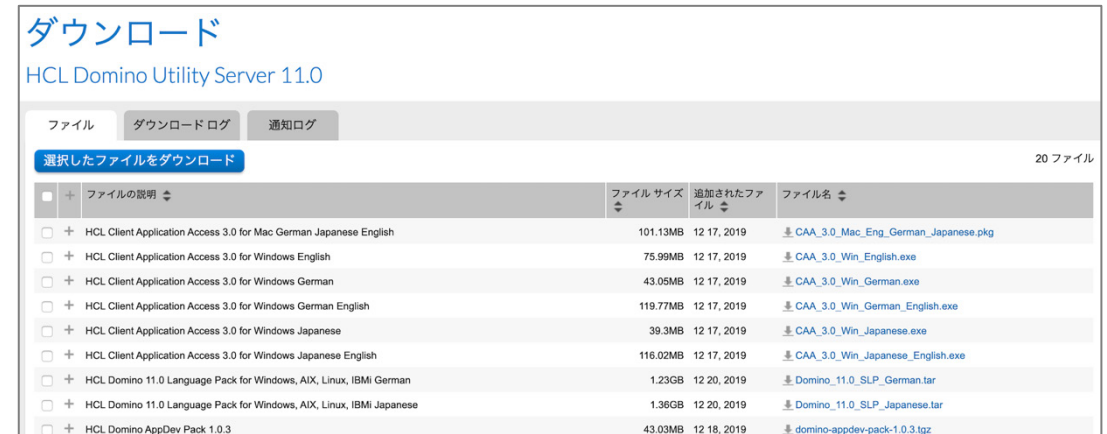 ダウンロード
HCL Domino Utility Server 11.0
ファイル ダウンロード ログ 通知ログ
選択したファイルをダウンロード 20 ファイル
ファイルの説明 ファイル サイズ 追加されたファイル ファイル名
HCL Client Application Access 3.0 for Mac German Japanese English 101.13MB 12 17, 2019 CAA_3.0_Mac_Eng_German_Japanese.pkg
HCL Client Application Access 3.0 for Windows English 75.99MB 12 17, 2019 CAA_3.0_Win_English.exe
HCL Client Application Access 3.0 for Windows German 43.05MB 12 17, 2019 CAA_3.0_Win_German.exe
HCL Client Application Access 3.0 for Windows German English 119.77MB 12 17, 2019 CAA_3.0_Win_German_English.exe
HCL Client Application Access 3.0 for Windows Japanese 39.3MB 12 17, 2019 CAA_3.0_Win_Japanese.exe
HCL Client Application Access 3.0 for Windows Japanese English 116.02MB 12 17, 2019 CAA_3.0_Win_Japanese_English.exe
HCL Domino 11.0 Language Pack for Windows, AIX, Linux, IBMi German 1.23GB 12 20, 2019 Domino_11.0_SLP_German.tar
HCL Domino 11.0 Language Pack for Windows, AIX, Linux, IBMi Japanese 1.36GB 12 20, 2019 Domino_11.0_SLP_Japanese.tar
HCL Domino AppDev Pack 1.0.3 43.03MB 12 18, 2019 domino-appdev-pack-1.0.3.tgz